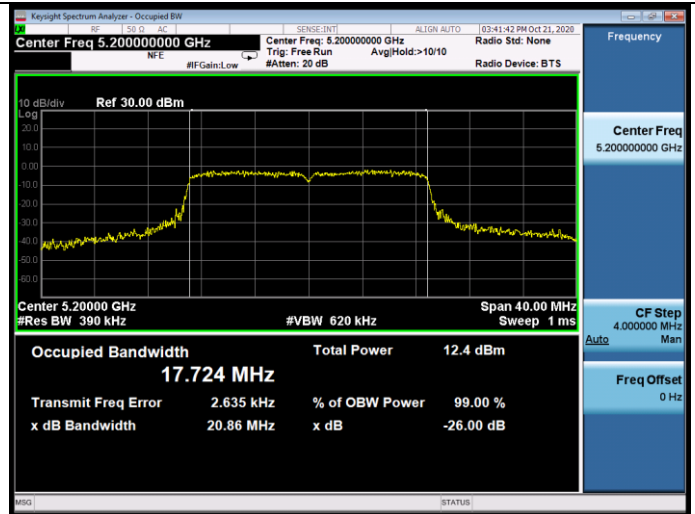 Keysight Spectrum Analyzer - Occupied BW
RF 50 Ω AC SENSE:INT ALIGN AUTO 03:41:42 PM Oct 21, 2020
Center Freq 5.200000000 GHz Center Freq: 5.200000000 GHz Radio Std: None Frequency
NFE Trig: Free Run Avg|Hold:>10/10
#IFGain:Low #Atten: 20 dB Radio Device: BTS
10 dB/div Ref 30.00 dBm
Log
20.0
10.0
0.00
-10.0
-20.0
-30.0
-40.0
-50.0
-60.0
Center Freq
5.200000000 GHz
Center 5.20000 GHz Span 40.00 MHz
#Res BW 390 kHz #VBW 620 kHz Sweep 1 ms
CF Step
4.000000 MHz
Auto Man
Occupied Bandwidth Total Power 12.4 dBm
17.724 MHz
Freq Offset
0 Hz
Transmit Freq Error 2.635 kHz % of OBW Power 99.00 %
x dB Bandwidth 20.86 MHz x dB -26.00 dB
MSG STATUS